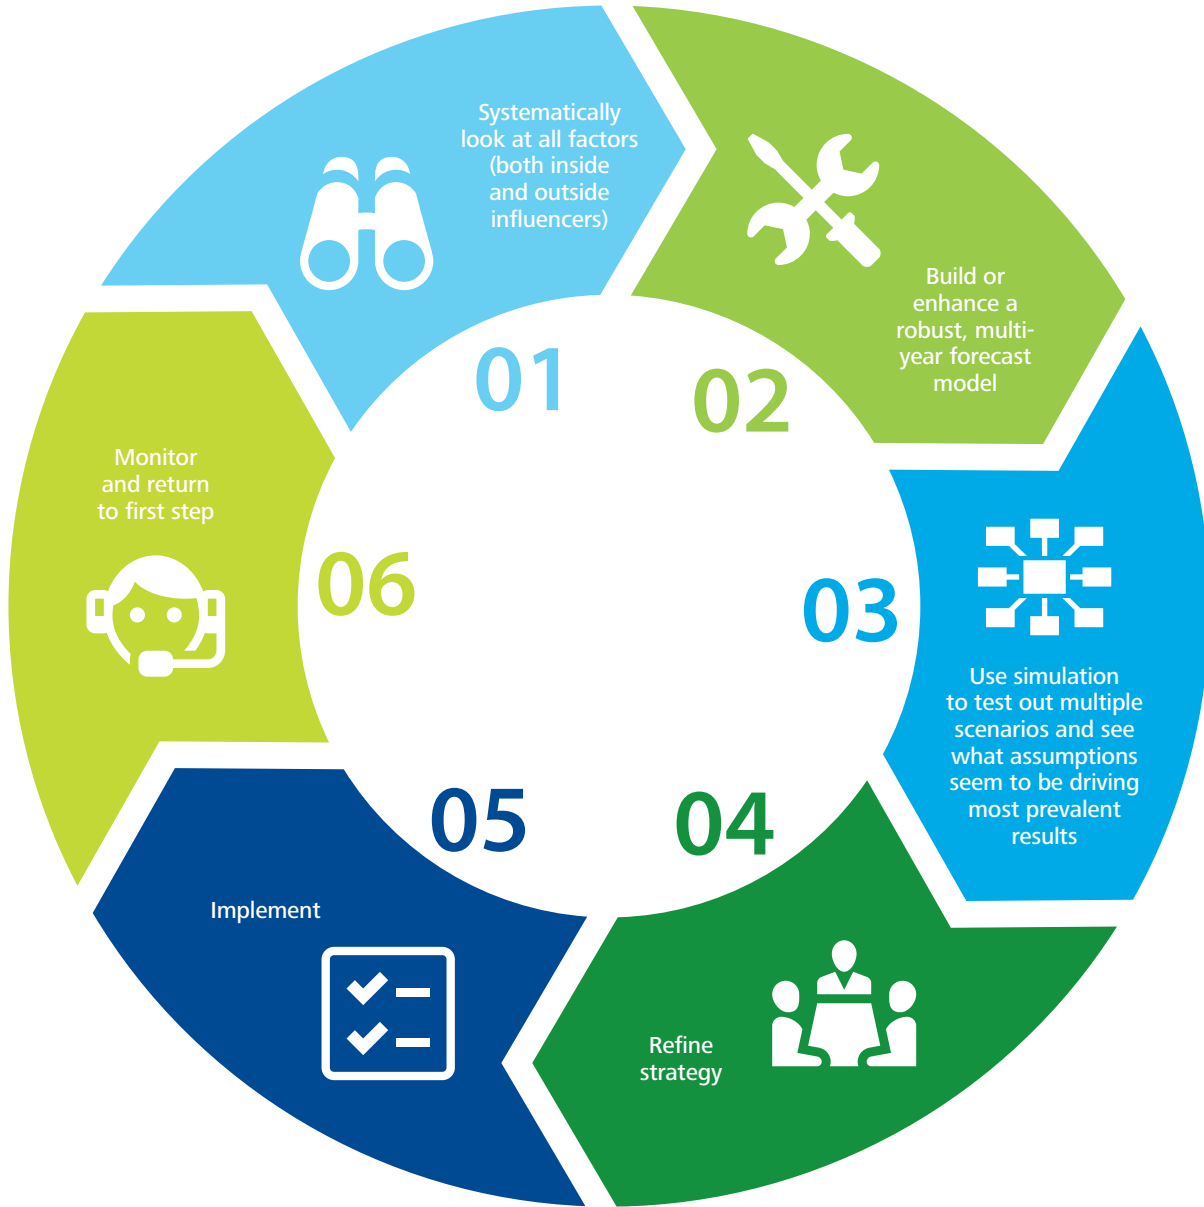 Systematically
look at all factors
(both inside
and outside
influencers)
01
Build or
enhance a
robust, multi-
year forecast
model
02
03
Use simulation
to test out multiple
scenarios and see
what assumptions
seem to be driving
most prevalent
results
04
Refine
strategy
05
Implement
Monitor
and return
to first step
06